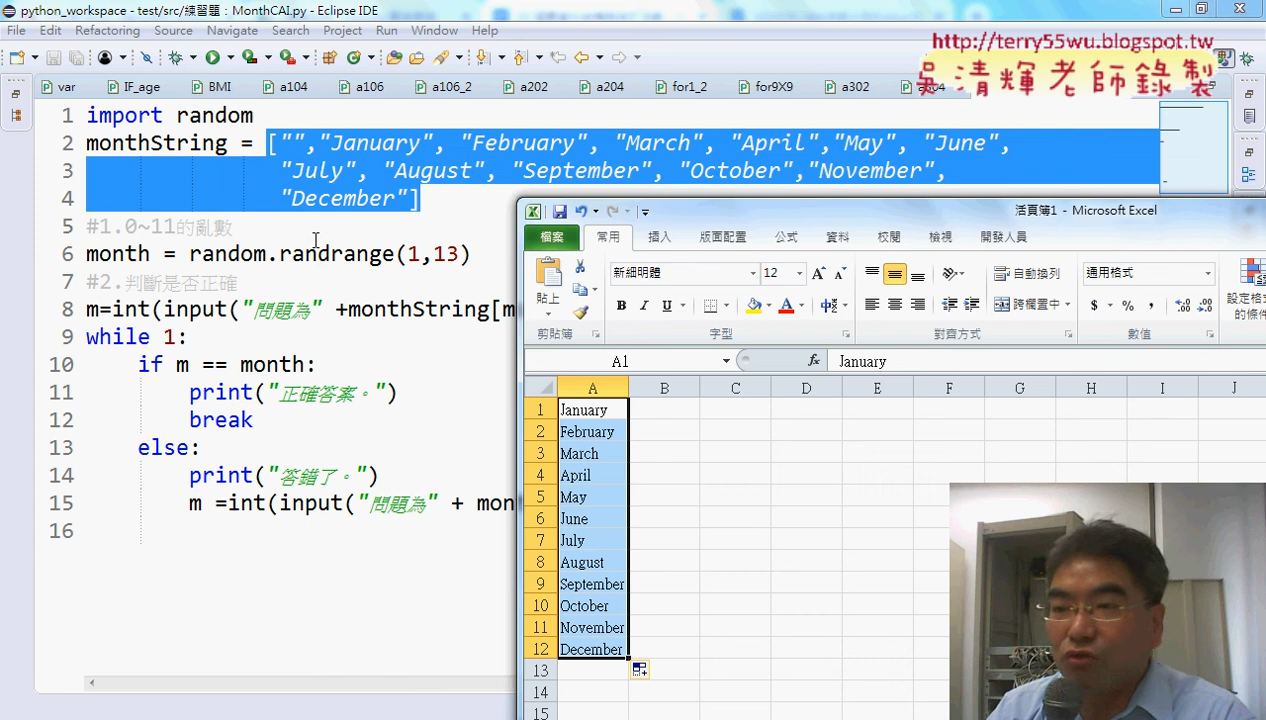 python_workspace - test/src/練習題：MonthCAI.py - Eclipse IDE
File Edit Refactoring Source Navigate Search Project Run Window Help
http://terry55wu.blogspot.tw
吳清輝老師錄製
var IF_age BMI a104 a106 a106_2 a202 a204 for1_2 for9X9 a302
1 import random
2 monthString = ["","January", "February", "March", "April","May", "June",
3 "July", "August", "September", "October","November",
4 "December"]
5 #1.0~11的亂數
6 month = random.randrange(1,13)
7 #2.判斷是否正確
8 m=int(input("問題為" +monthString[m
9 while 1:
10 if m == month:
11 print("正確答案。")
12 break
13 else:
14 print("答錯了。")
15 m =int(input("問題為" + mont
16
活頁簿1 - Microsoft Excel
檔案 常用 插入 版面配置 公式 資料 校閱 檢視 開發人員
貼上 新細明體 12 自動換列 通用格式
B I U 跨欄置中 $ % , 設定格式
的條件
剪貼簿 字型 對齊方式 數值
A1 fx January
A B C D E F G H I J
1 January
2 February
3 March
4 April
5 May
6 June
7 July
8 August
9 September
10 October
11 November
12 December
13
14
15